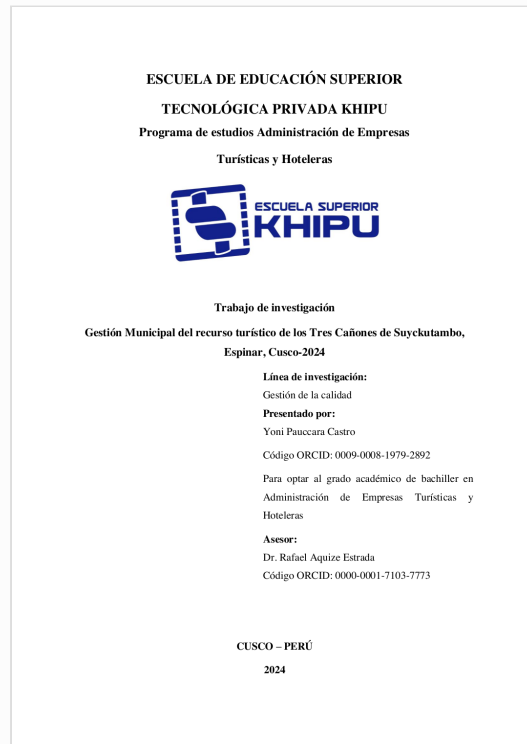 ESCUELA DE EDUCACIÓN SUPERIOR
TECNOLÓGICA PRIVADA KHIPU
Programa de estudios Administración de Empresas
Turísticas y Hoteleras
ESCUELA SUPERIOR
KHIPU
Trabajo de investigación
Gestión Municipal del recurso turístico de los Tres Cañones de Suyckutambo,
Espinar, Cusco-2024
Línea de investigación:
Gestión de la calidad
Presentado por:
Yoni Pauccara Castro
Código ORCID: 0009-0008-1979-2892
Para optar al grado académico de bachiller en
Administración de Empresas Turísticas y
Hoteleras
Asesor:
Dr. Rafael Aquize Estrada
Código ORCID: 0000-0001-7103-7773
CUSCO – PERÚ
2024